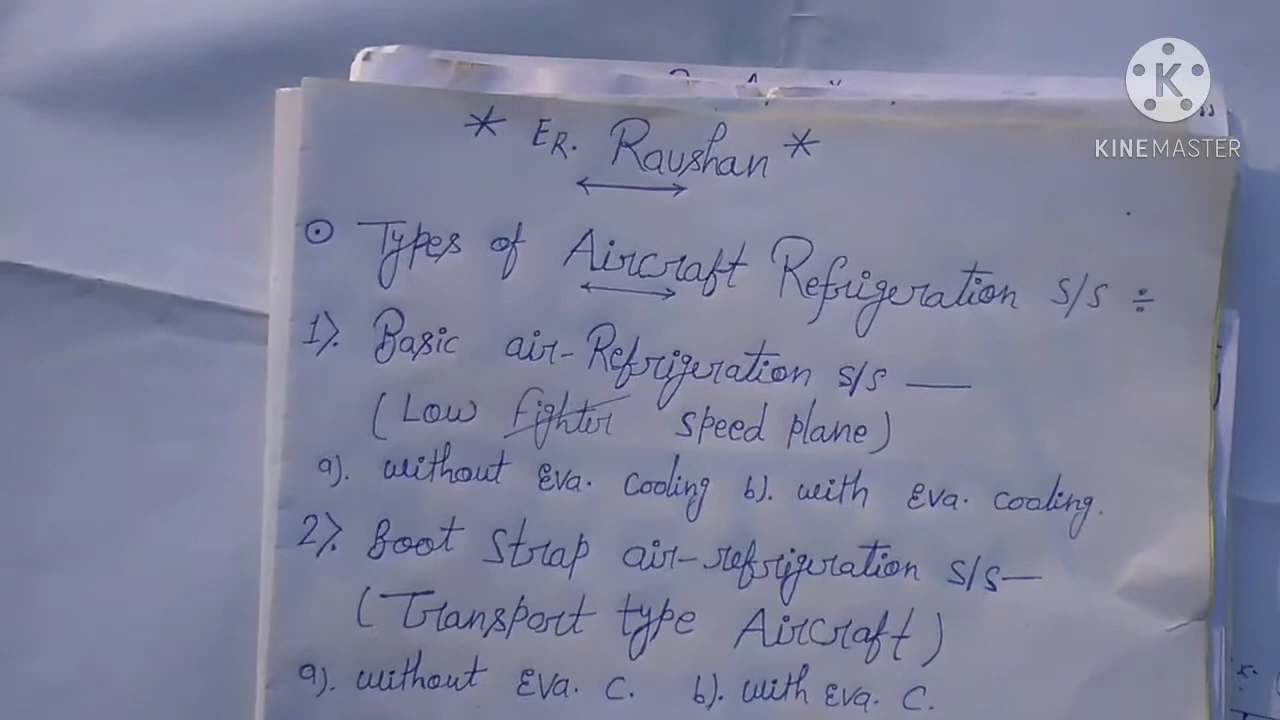 * ER. Raushan *
KINEMASTER
⊙ Types of Aircraft Refrigeration S/S ÷
1). Basic air-Refrigeration S/S —
(Low fighter speed plane)
a). without Eva. cooling b). with Eva. cooling.
2). Boot Strap air-refrigeration S/S—
(Transport type Aircraft)
a). without Eva. C. b). with Eva. C.